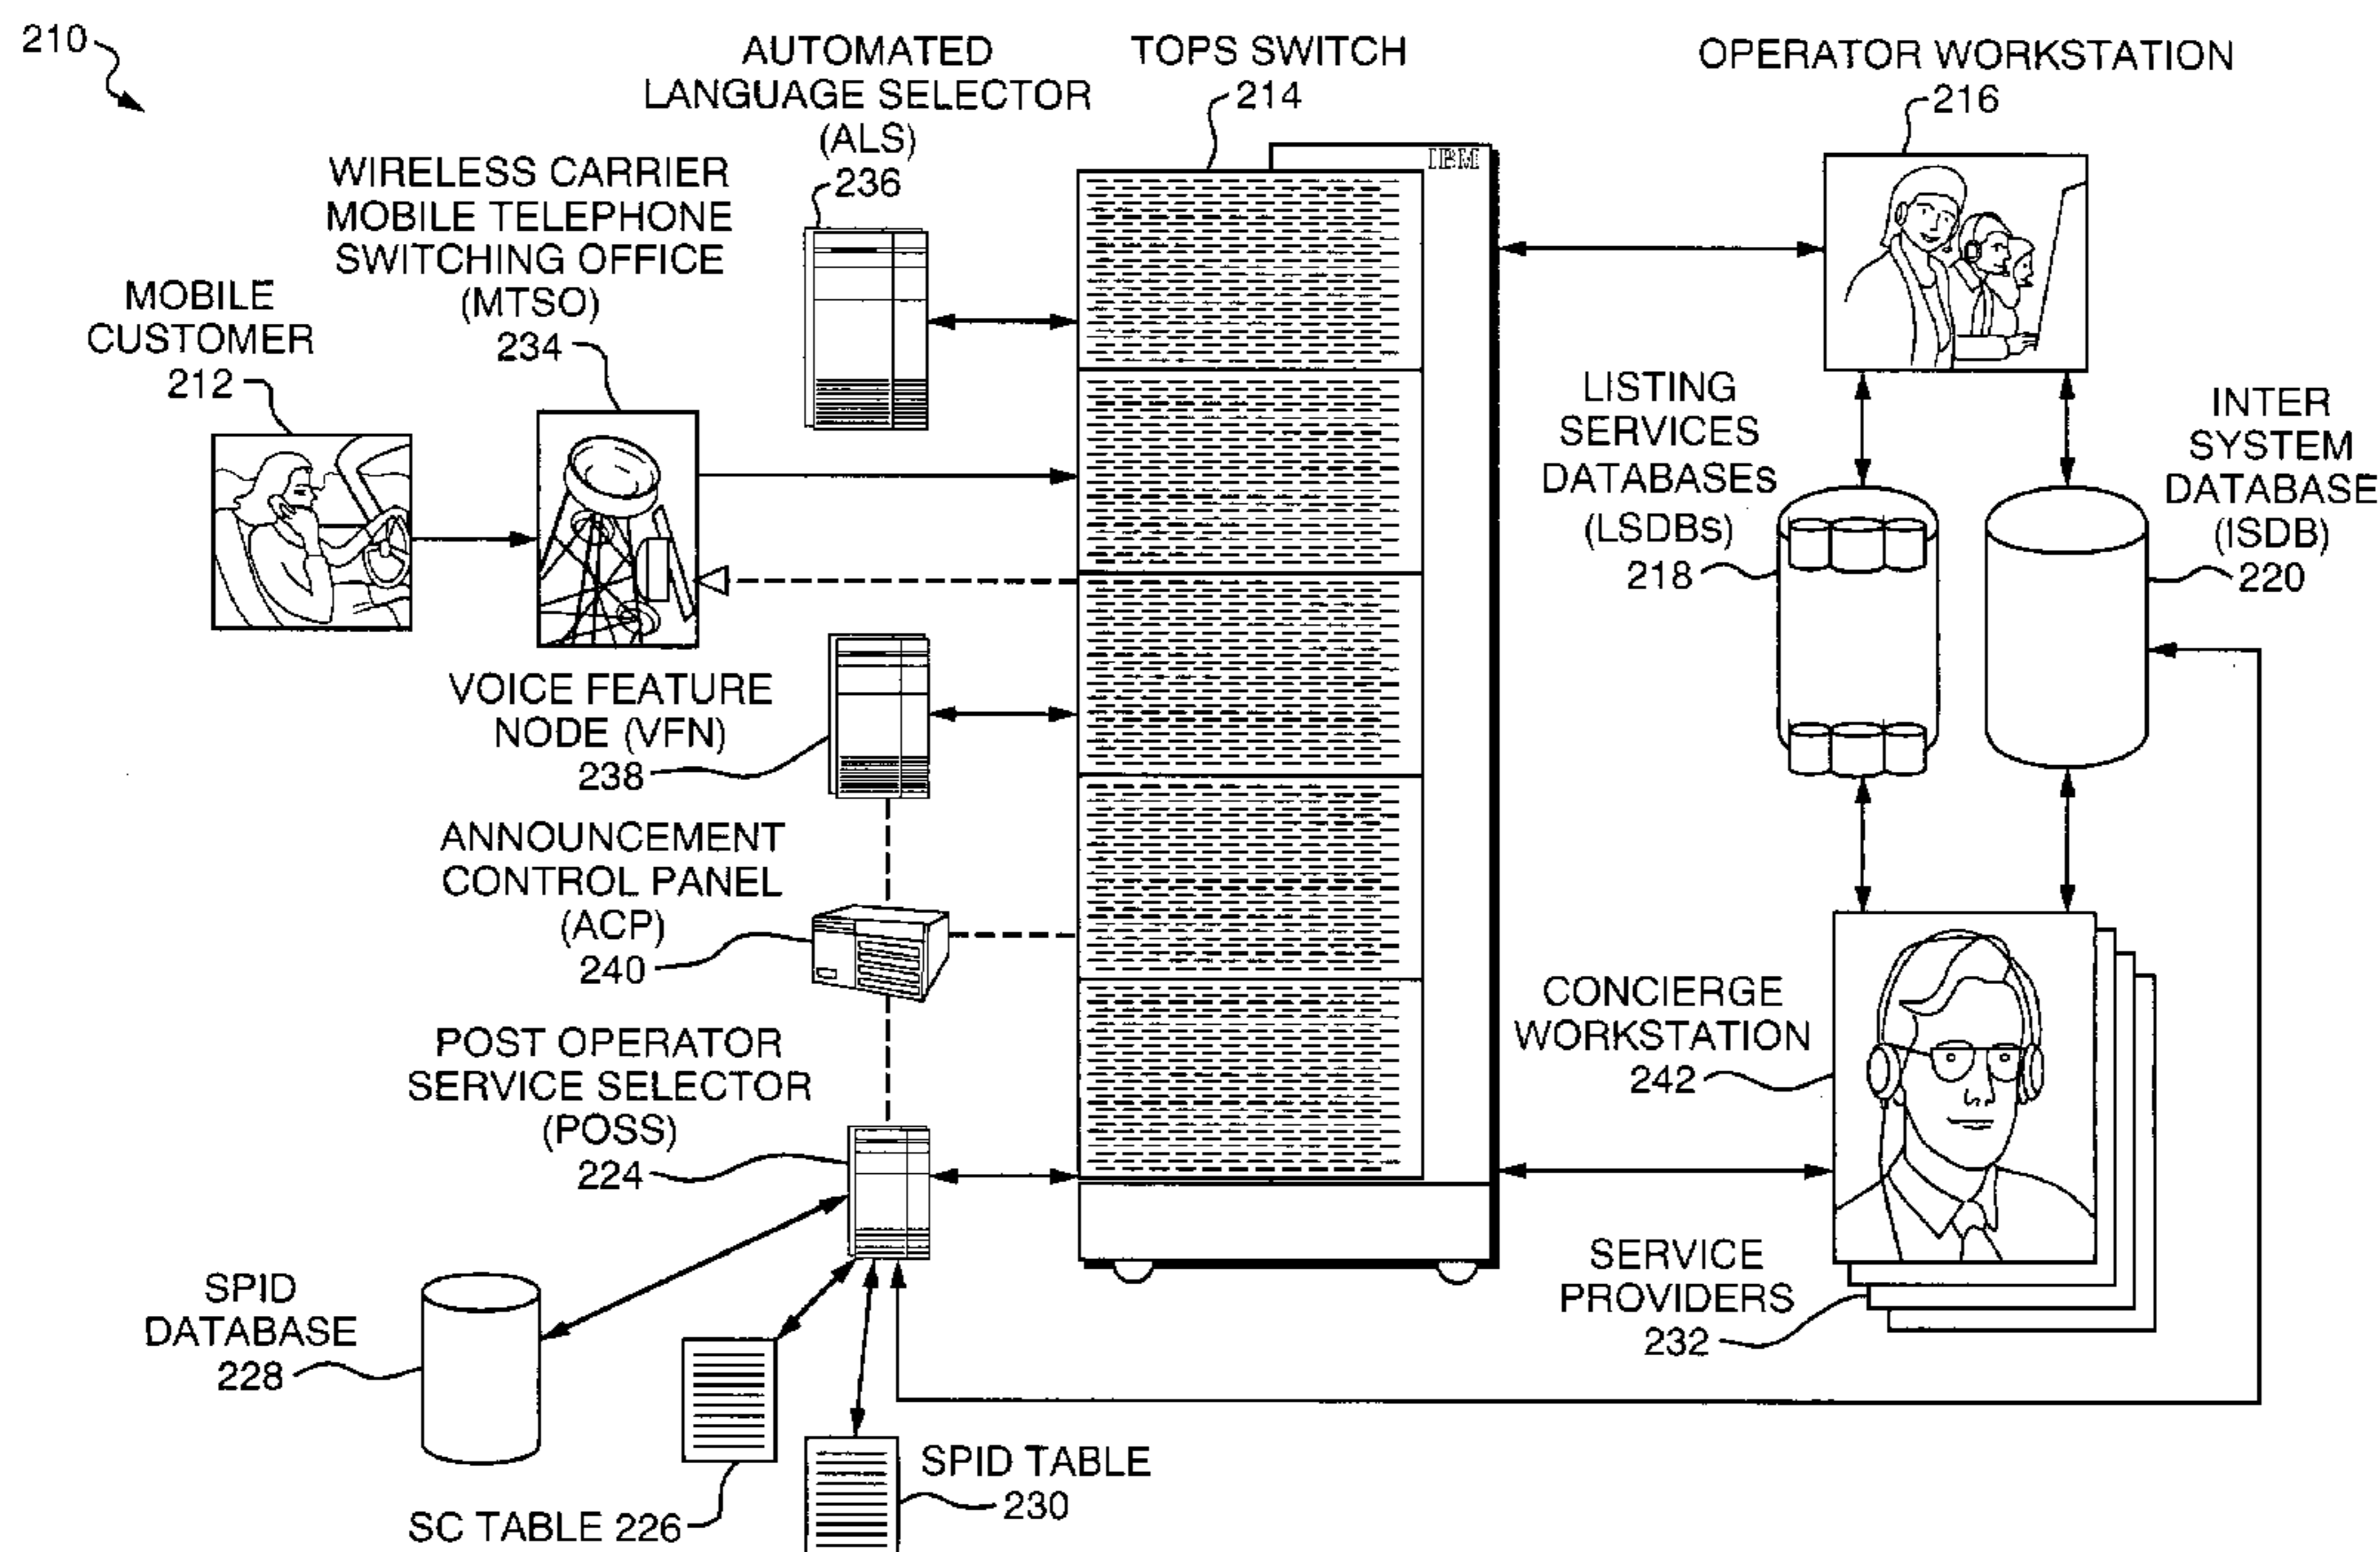 210
AUTOMATED
LANGUAGE SELECTOR
(ALS)
236
TOPS SWITCH
214
OPERATOR WORKSTATION
216
IBM
WIRELESS CARRIER
MOBILE TELEPHONE
SWITCHING OFFICE
(MTSO)
234
MOBILE
CUSTOMER
212
LISTING
SERVICES
DATABASEs
(LSDBs)
218
INTER
SYSTEM
DATABASE
(ISDB)
220
VOICE FEATURE
NODE (VFN)
238
ANNOUNCEMENT
CONTROL PANEL
(ACP)
240
CONCIERGE
WORKSTATION
242
POST OPERATOR
SERVICE SELECTOR
(POSS)
224
SERVICE
PROVIDERS
232
SPID
DATABASE
228
SPID TABLE
230
SC TABLE 226